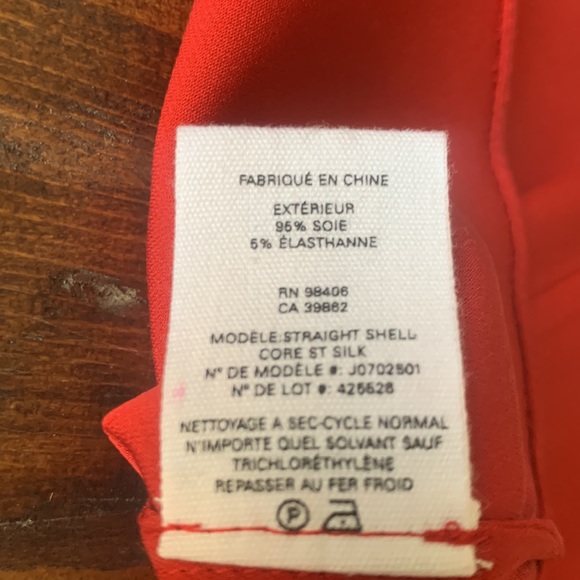 FABRIQUÉ EN CHINE
EXTÉRIEUR
95% SOIE
5% ÉLASTHANNE
RN 98406
CA 39862
MODÈLE:STRAIGHT SHELL
CORE ST SILK
N° DE MODÈLE #: J0702501
N° DE LOT #: 425528
NETTOYAGE A SEC-CYCLE NORMAL
N'IMPORTE QUEL SOLVANT SAUF
TRICHLORÉTHYLÈNE
REPASSER AU FER FROID
P